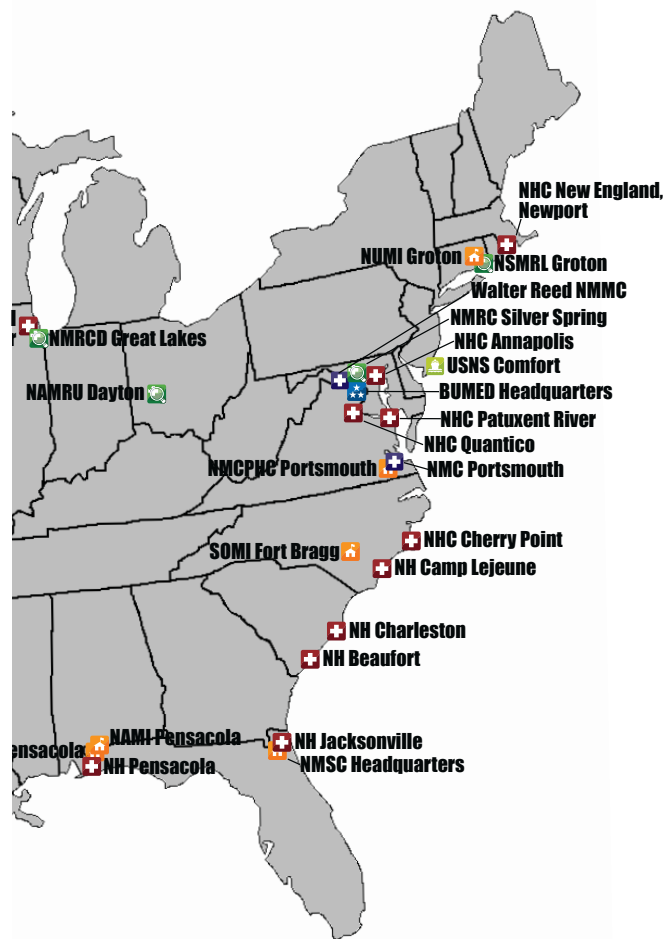 NHC New England,
Newport
NUMI Groton
NSMRL Groton
Walter Reed NMMC
NMRC Silver Spring
NMRCD Great Lakes
NHC Annapolis
USNS Comfort
NAMRU Dayton
BUMED Headquarters
NHC Patuxent River
NHC Quantico
NMCPHC Portsmouth
NMC Portsmouth
NHC Cherry Point
SOMI Fort Bragg
NH Camp Lejeune
NH Charleston
NH Beaufort
NAMI Pensacola
NH Jacksonville
ensacola
NH Pensacola
NMSC Headquarters